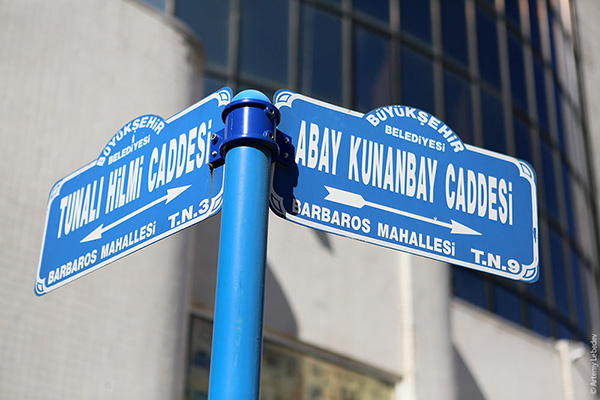 BÜYÜKŞEHİR
BELEDİYESİ
TUNALI HİLMİ CADDESİ
BARBAROS MAHALLESİ
T.N.3
BÜYÜKŞEHİR
BELEDİYESİ
ABAY KUNANBAY CADDESİ
BARBAROS MAHALLESİ
T.N.9
© Artemy Lebedev